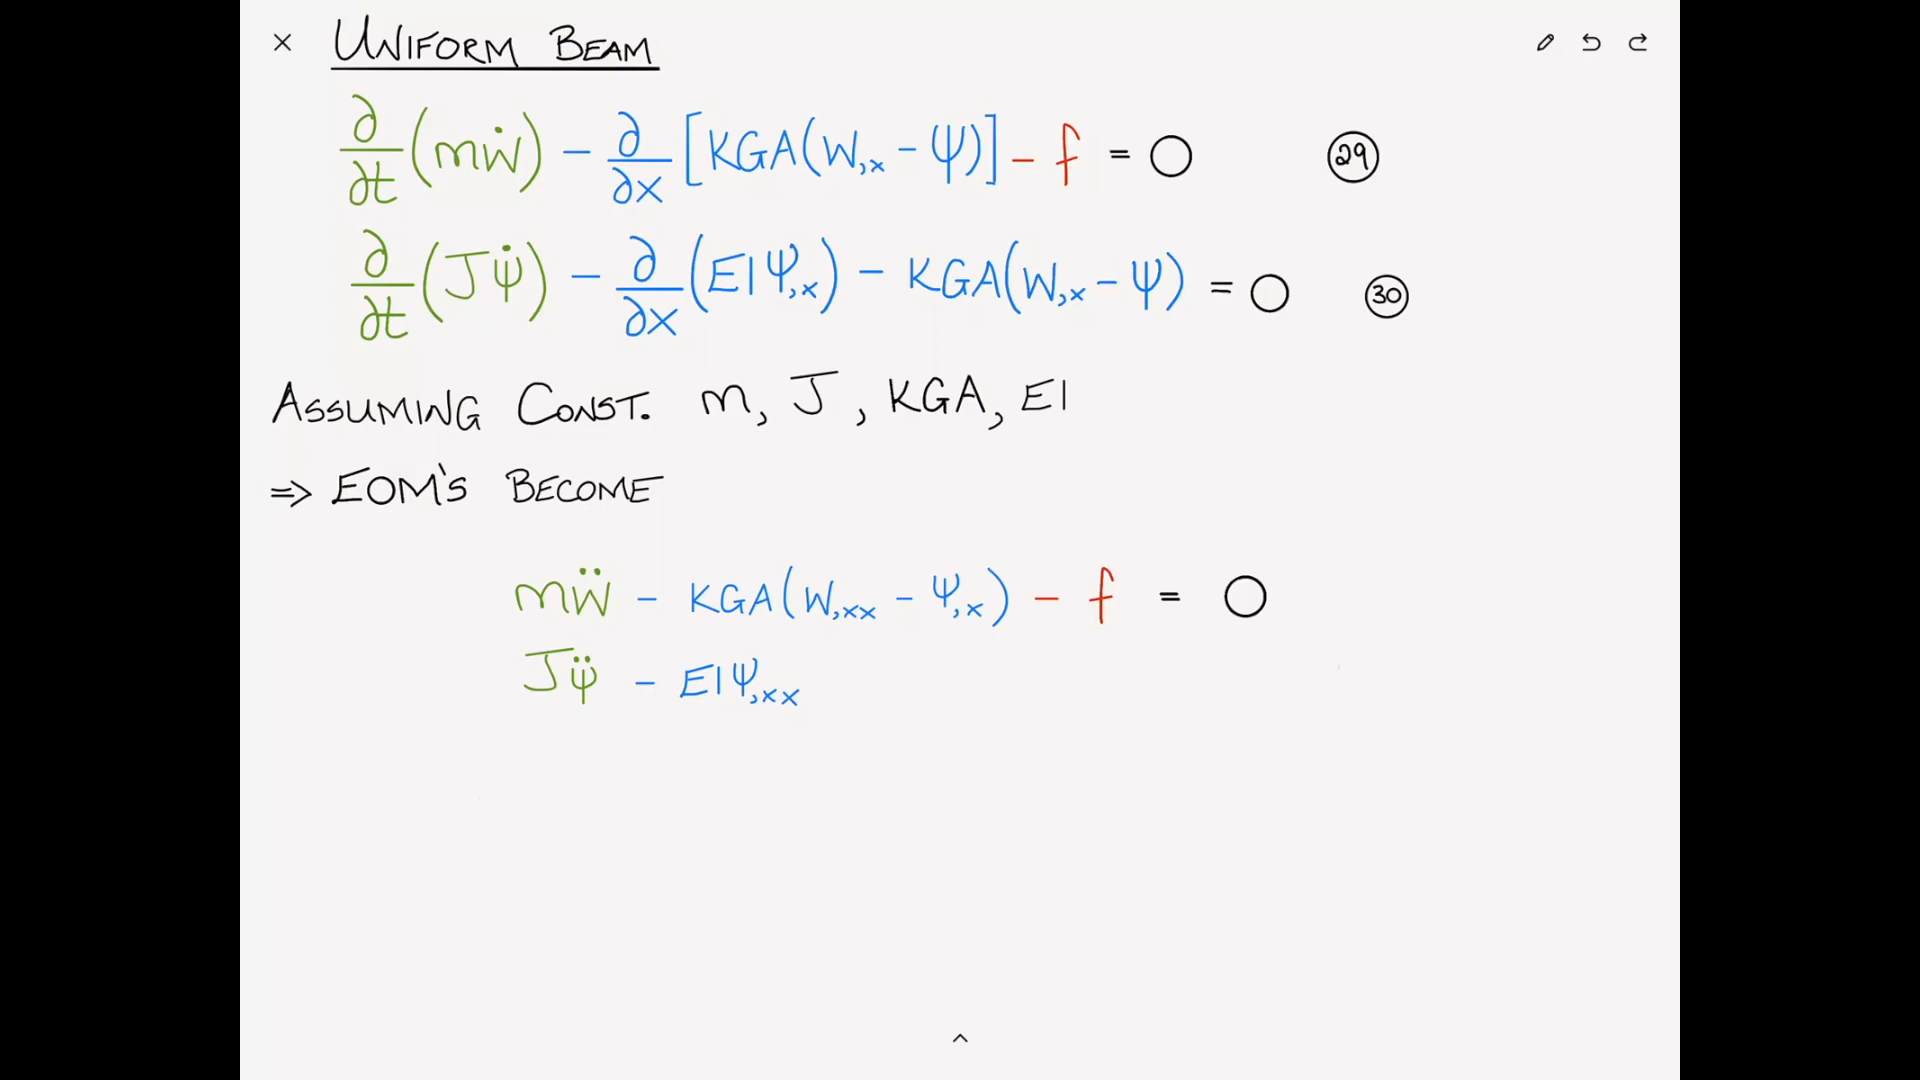 UNIFORM BEAM
∂/∂t (mẇ) − ∂/∂x [KGA(W,x − Ψ)] − f = 0 (29)
∂/∂t (Jψ̇) − ∂/∂x (EIΨ,x) − KGA(W,x − Ψ) = 0 (30)
ASSUMING CONST. m, J, KGA, EI
⇒ EOM'S BECOME
mẅ − KGA(W,xx − Ψ,x) − f = 0
Jψ̈ − EIΨ,xx